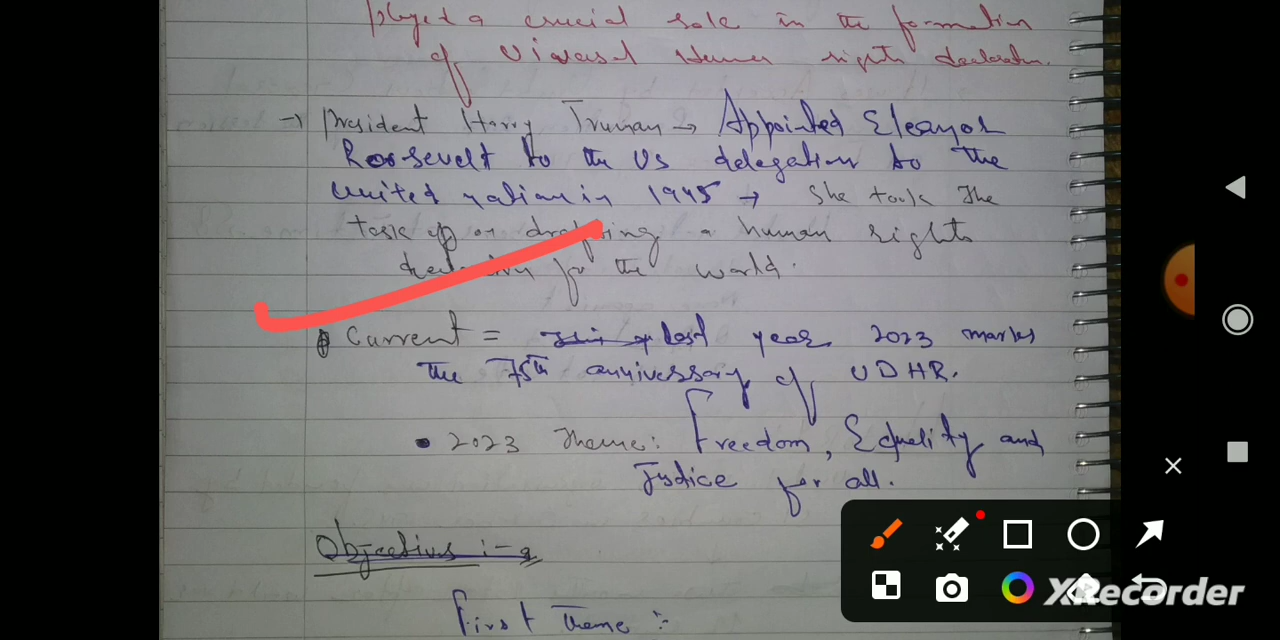 played a crucial role in the formation
of Uiversal Human rights declaration.
→ President Harry Truman → Appointed Eleanor
Roosevelt to the US delegation to the
United nation in 1945 → She took the
task up of drafting a human rights
for the world.
Current = last year 2023 marks
the 75th anniversary of UDHR.
• 2023 Theme: Freedom, Equality and
Justice for all.
Objectives :-
First Theme :-
XRecorder